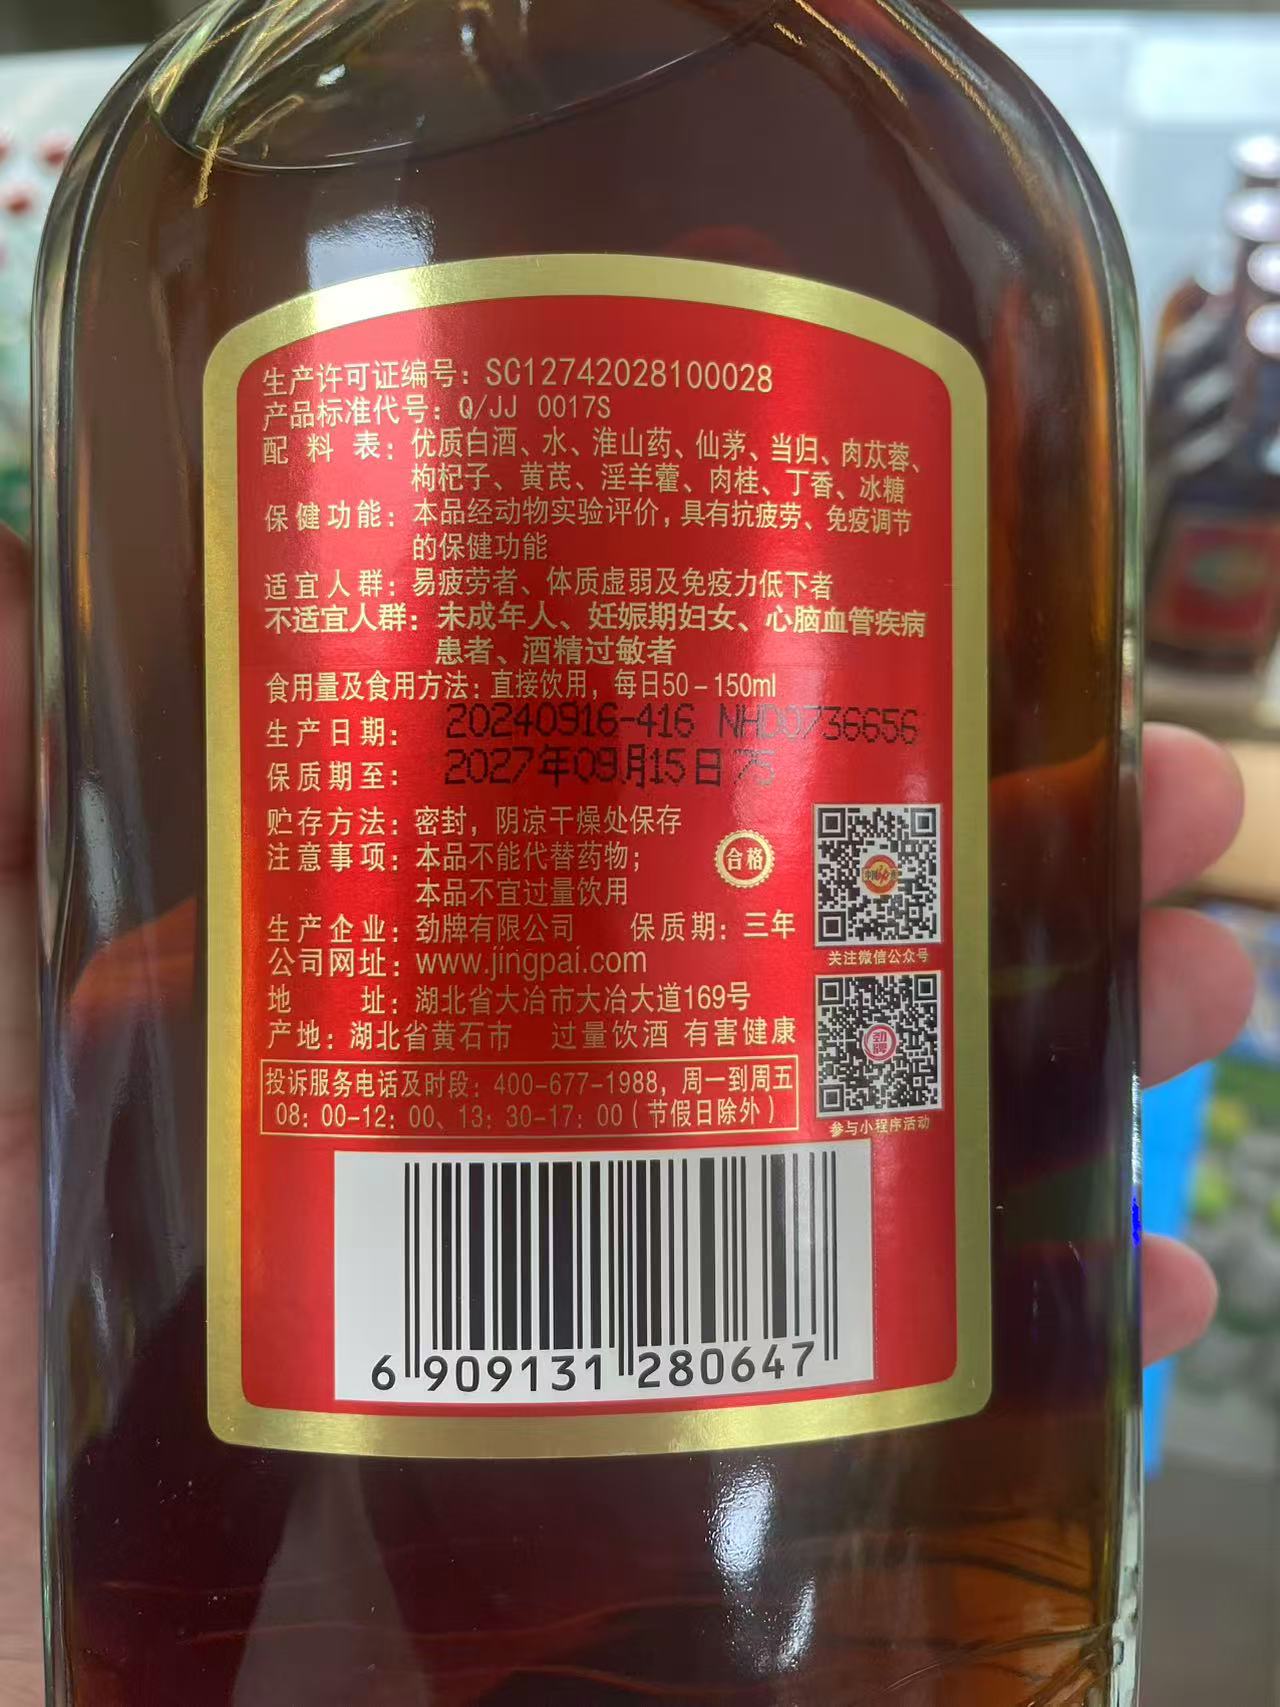 生产许可证编号：SC12742028100028
产品标准代号：Q/JJ 0017S
配料表：优质白酒、水、淮山药、仙茅、当归、肉苁蓉、
枸杞子、黄芪、淫羊藿、肉桂、丁香、冰糖
保健功能：本品经动物实验评价，具有抗疲劳、免疫调节
的保健功能
适宜人群：易疲劳者、体质虚弱及免疫力低下者
不适宜人群：未成年人、妊娠期妇女、心脑血管疾病
患者、酒精过敏者
食用量及食用方法：直接饮用，每日50-150ml
生产日期：20240916-416 NHD0736656
保质期至：2027年09月15日 75
贮存方法：密封，阴凉干燥处保存
注意事项：本品不能代替药物；
合格
本品不宜过量饮用
生产企业：劲牌有限公司 保质期：三年
关注微信公众号
公司网址：www.jingpai.com
地址：湖北省大冶市大冶大道169号
产地：湖北省黄石市 过量饮酒 有害健康
劲牌
投诉服务电话及时段：400-677-1988，周一到周五
08：00-12：00、13：30-17：00（节假日除外）
参与小程序活动
6 909131 280647